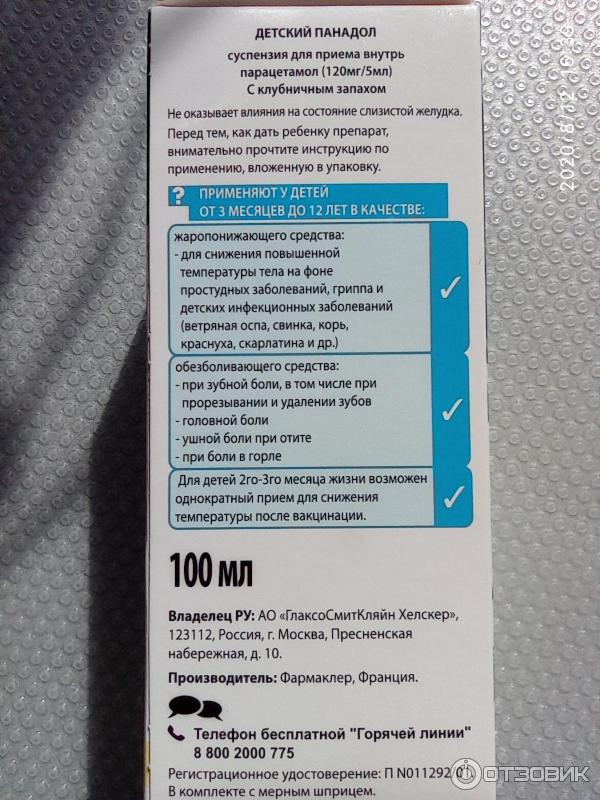 ДЕТСКИЙ ПАНАДОЛ
суспензия для приема внутрь
парацетамол (120мг/5мл)
С клубничным запахом
Не оказывает влияния на состояние слизистой желудка.
Перед тем, как дать ребенку препарат,
внимательно прочтите инструкцию по
применению, вложенную в упаковку.
? ПРИМЕНЯЮТ У ДЕТЕЙ
ОТ 3 МЕСЯЦЕВ ДО 12 ЛЕТ В КАЧЕСТВЕ:
жаропонижающего средства:
- для снижения повышенной
температуры тела на фоне
простудных заболеваний, гриппа и
детских инфекционных заболеваний
(ветряная оспа, свинка, корь,
краснуха, скарлатина и др.)
обезболивающего средства:
- при зубной боли, в том числе при
прорезывании и удалении зубов
- головной боли
- ушной боли при отите
- при боли в горле
Для детей 2го-3го месяца жизни возможен
однократный прием для снижения
температуры после вакцинации.
100 мл
Владелец РУ: АО «ГлаксоСмитКляйн Хелскер»,
123112, Россия, г. Москва, Пресненская
набережная, д. 10.
Производитель: Фармаклер, Франция.
Телефон бесплатной "Горячей линии"
8 800 2000 775
Регистрационное удостоверение: П N011292/01.
В комплекте с мерным шприцем.
ОТЗОВИК